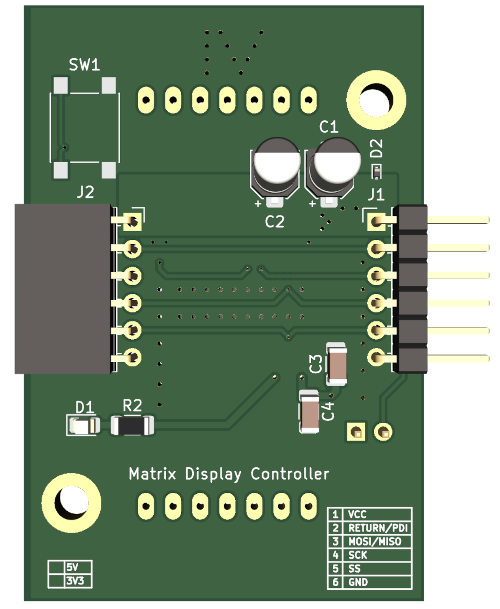 SW1
C1
D2
J2
J1
C2
+
+
C3
C4
D1
R2
Matrix Display Controller
1 VCC
2 RETURN/PDI
3 MOSI/MISO
4 SCK
5 SS
6 GND
5V
3V3